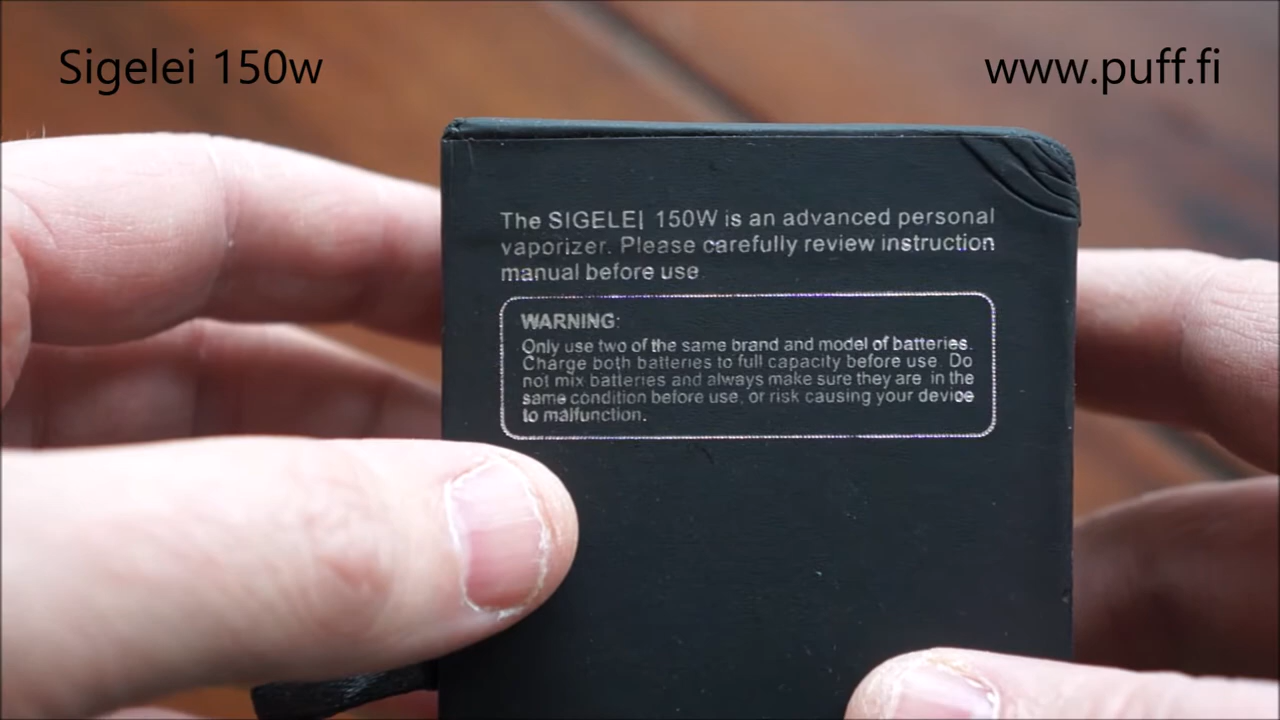 Sigelei 150w
www.puff.fi
The SIGELEI 150W is an advanced personal
vaporizer. Please carefully review instruction
manual before use.
WARNING:
Only use two of the same brand and model of batteries.
Charge both batteries to full capacity before use. Do
not mix batteries and always make sure they are in the
same condition before use, or risk causing your device
to malfunction.